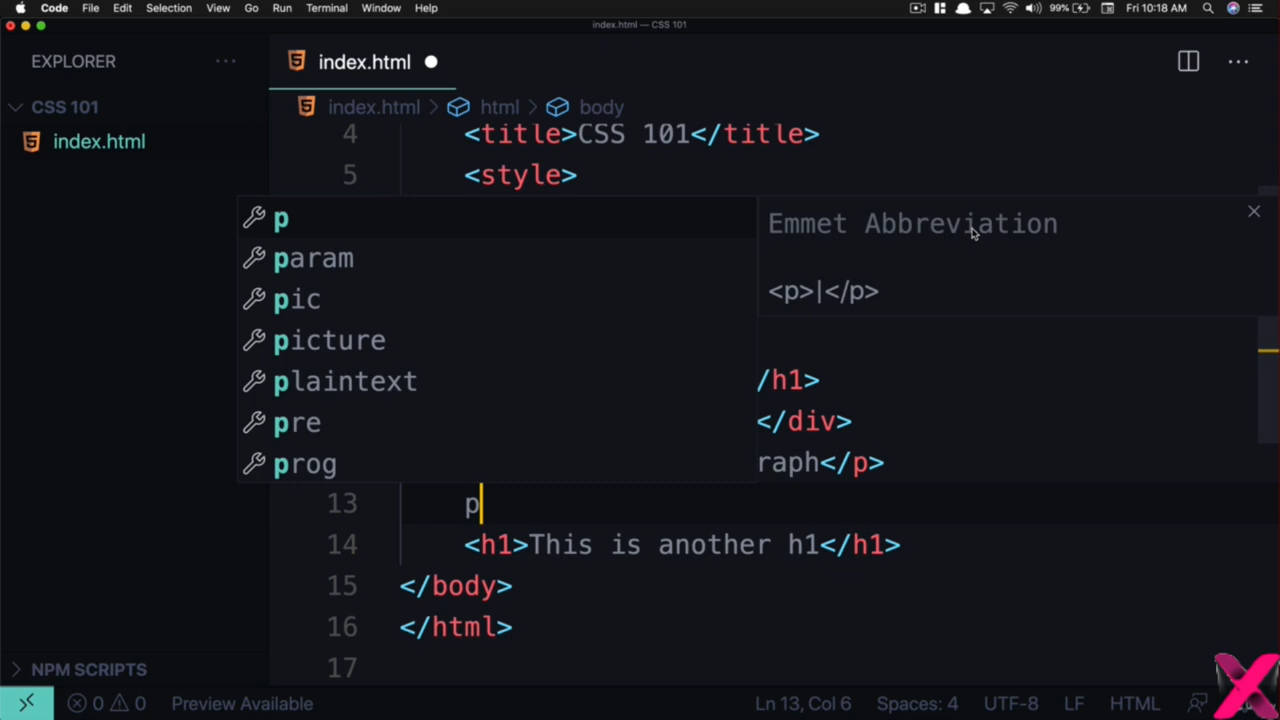 Code File Edit Selection View Go Run Terminal Window Help 99% Fri 10:18 AM
index.html — CSS 101
EXPLORER
index.html
CSS 101
index.html > html > body
index.html
4 <title>CSS 101</title>
5 <style>
p
Emmet Abbreviation
param
pic
<p>|</p>
picture
plaintext
/h1>
pre
</div>
prog
raph</p>
13 p
14 <h1>This is another h1</h1>
15 </body>
16 </html>
17
NPM SCRIPTS
0 0 Preview Available Ln 13, Col 6 Spaces: 4 UTF-8 LF HTML
X